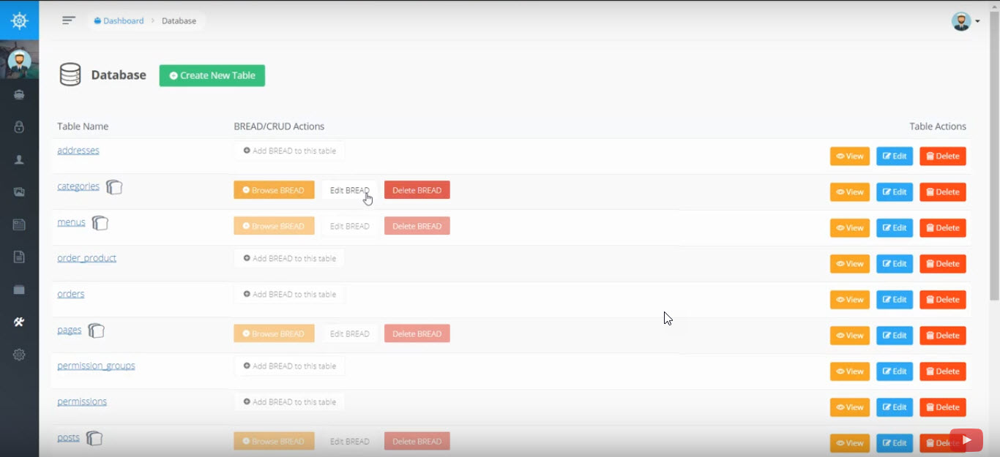 Dashboard > Database
Database Create New Table
Table Name BREAD/CRUD Actions Table Actions
addresses Add BREAD to this table View Edit Delete
categories Browse BREAD Edit BREAD Delete BREAD View Edit Delete
menus Browse BREAD Edit BREAD Delete BREAD View Edit Delete
order_product Add BREAD to this table View Edit Delete
orders Add BREAD to this table View Edit Delete
pages Browse BREAD Edit BREAD Delete BREAD View Edit Delete
permission_groups Add BREAD to this table View Edit Delete
permissions Add BREAD to this table View Edit Delete
posts Browse BREAD Edit BREAD Delete BREAD View Edit Delete